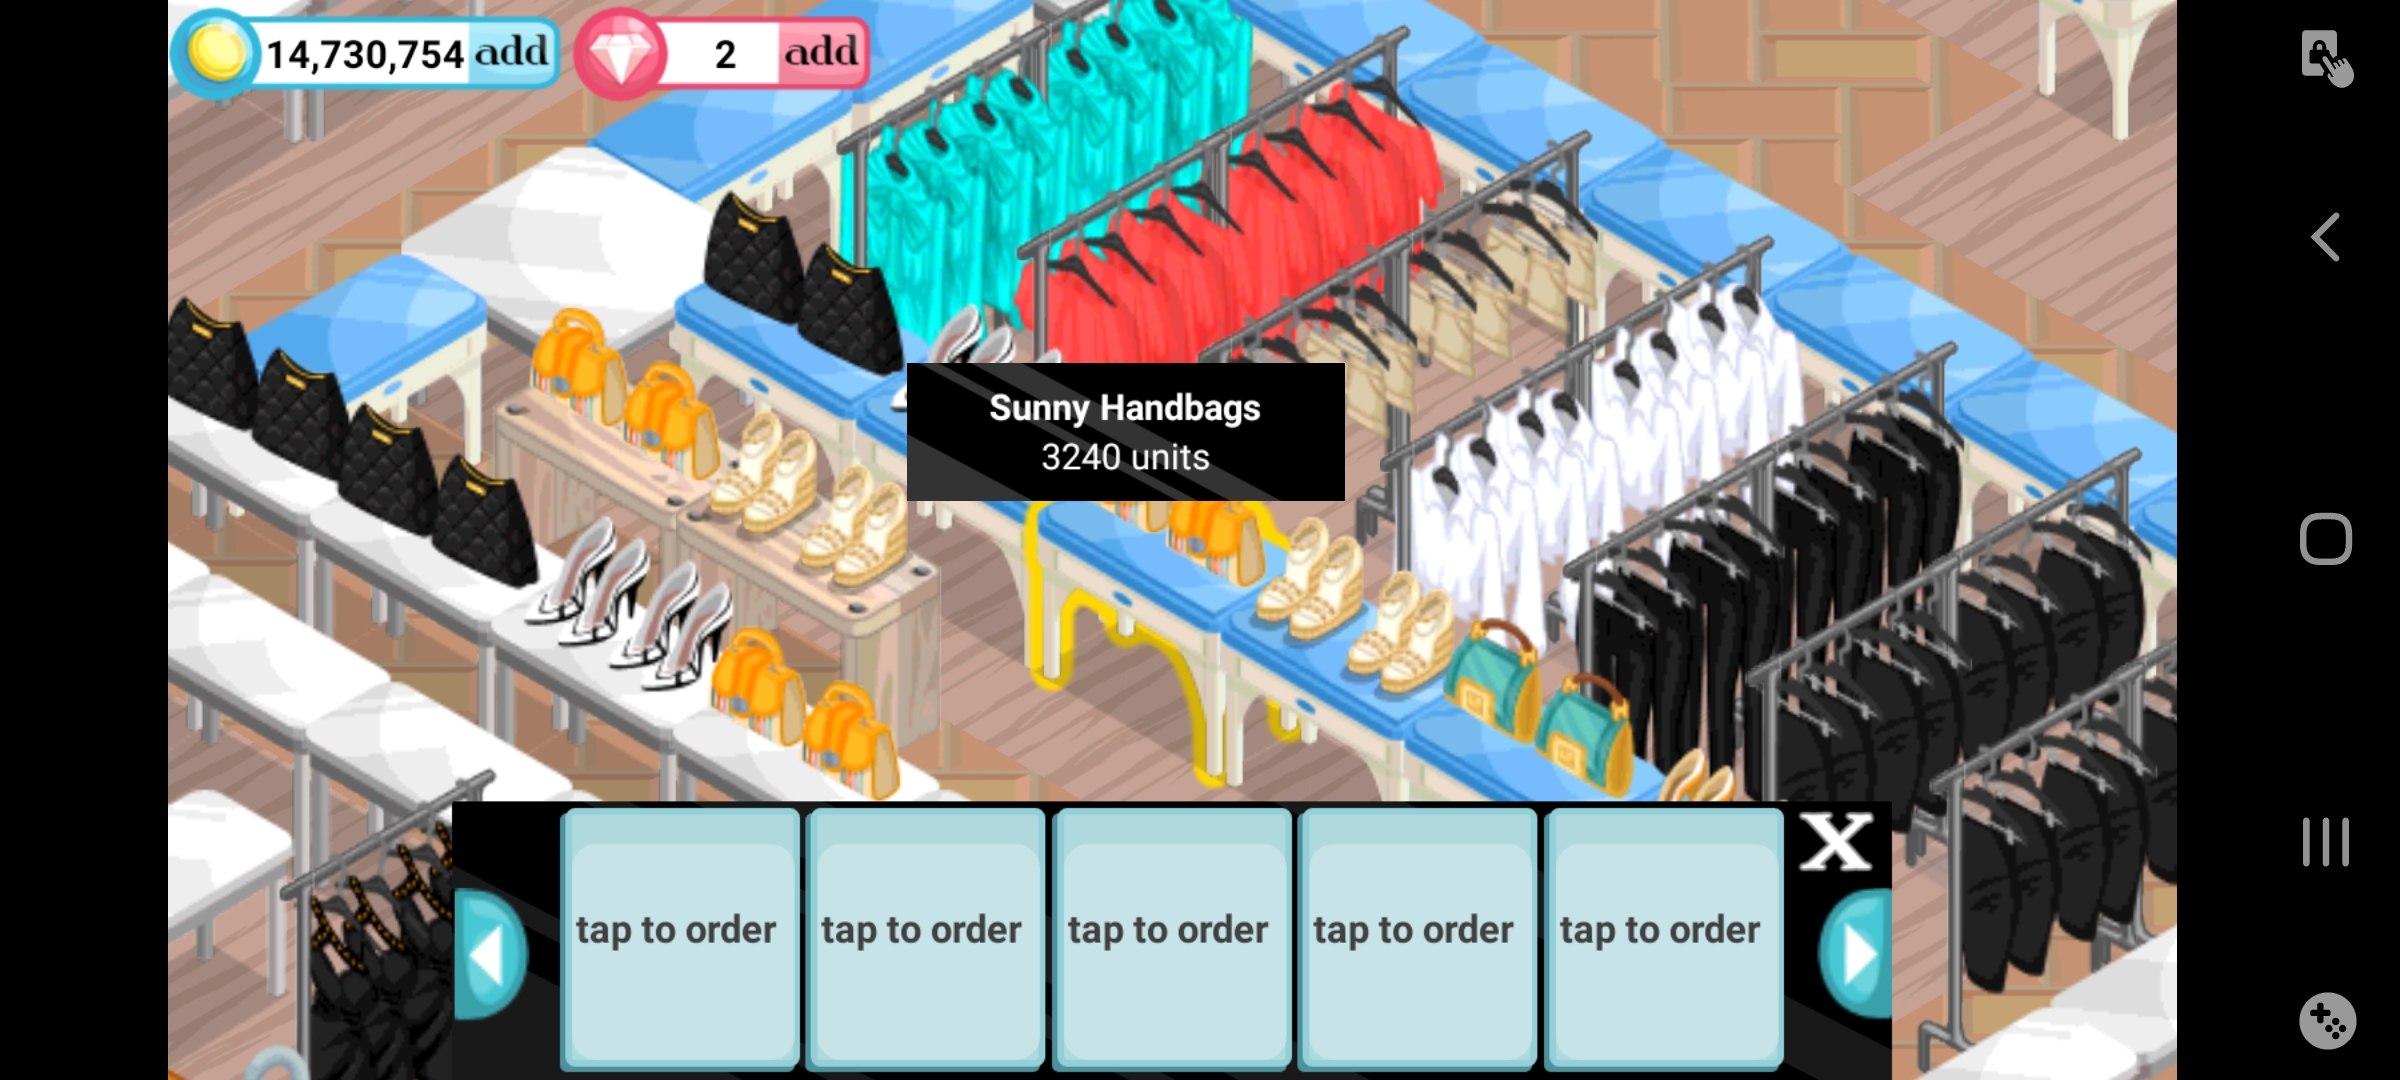 14,730,754 add
2 add
Sunny Handbags
3240 units
X
tap to order
tap to order
tap to order
tap to order
tap to order